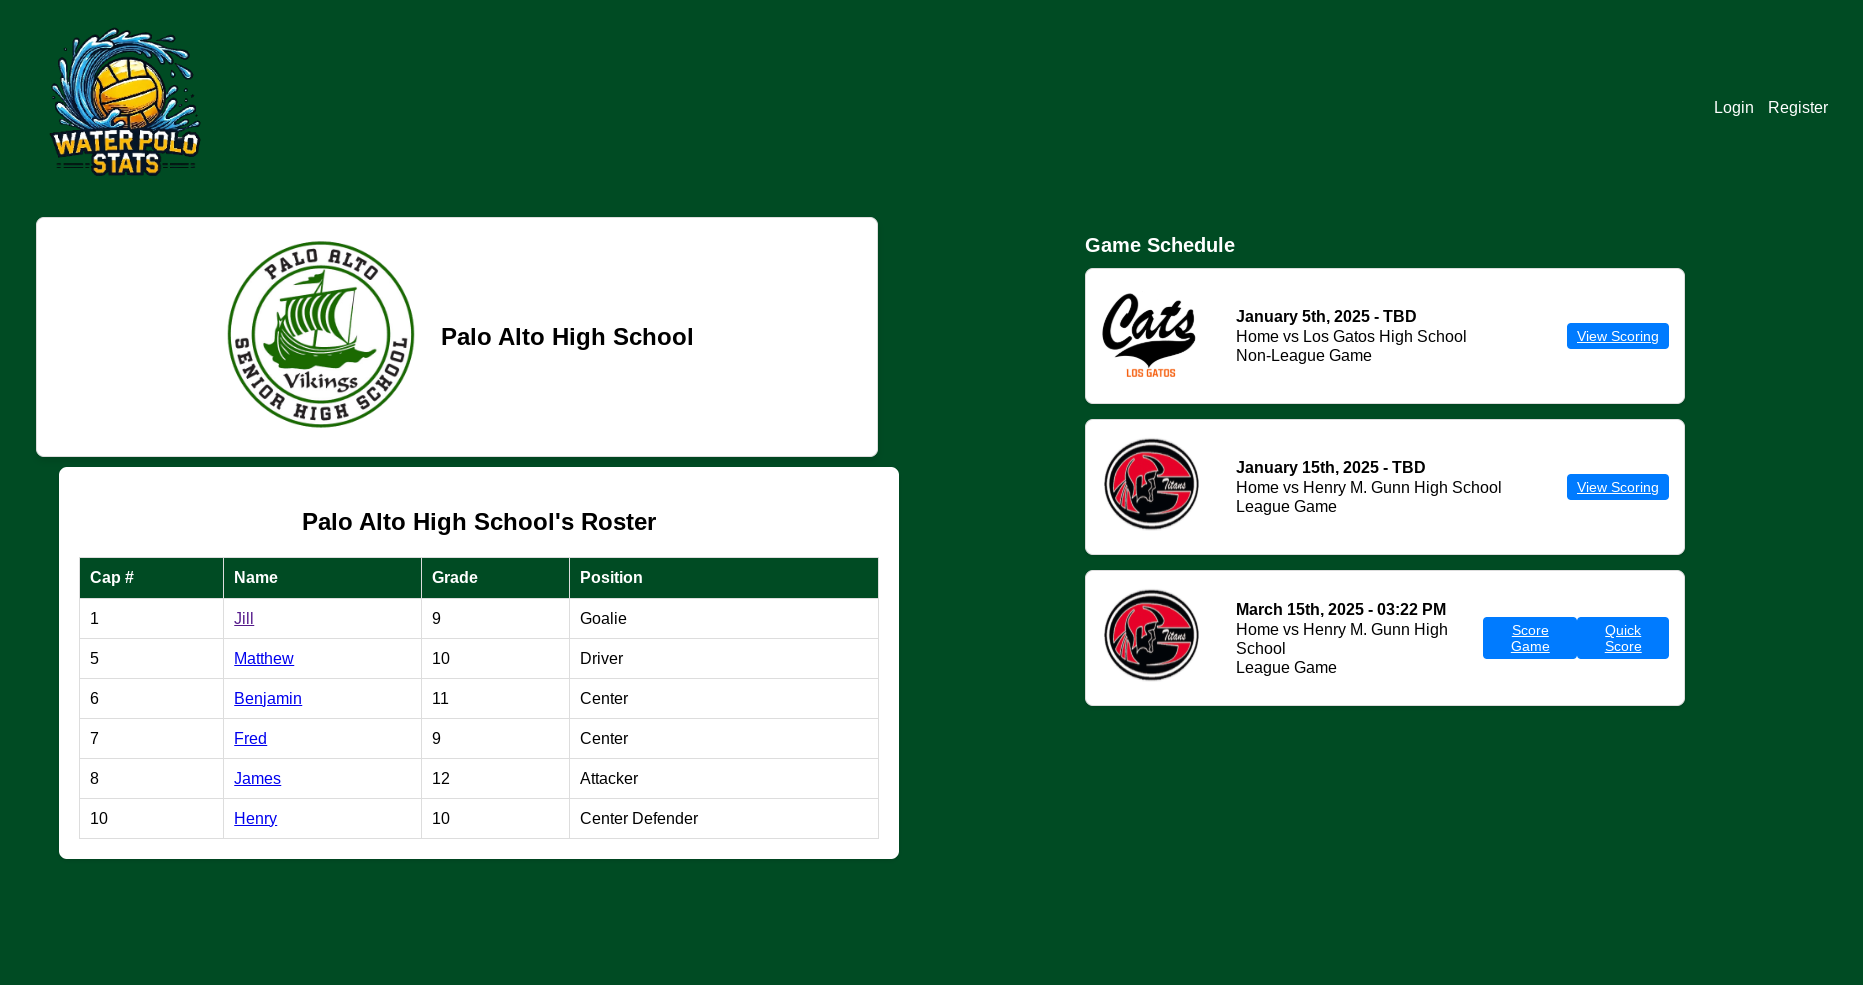 WATER POLO
STATS
Login Register
PALO ALTO
Vikings
SENIOR HIGH SCHOOL
Palo Alto High School
Palo Alto High School's Roster
Cap # Name Grade Position
1 Jill 9 Goalie
5 Matthew 10 Driver
6 Benjamin 11 Center
7 Fred 9 Center
8 James 12 Attacker
10 Henry 10 Center Defender
Game Schedule
Cats
LOS GATOS
January 5th, 2025 - TBD
Home vs Los Gatos High School
Non-League Game
View Scoring
Titans
January 15th, 2025 - TBD
Home vs Henry M. Gunn High School
League Game
View Scoring
Titans
March 15th, 2025 - 03:22 PM
Home vs Henry M. Gunn High
School
League Game
Score
Game
Quick
Score